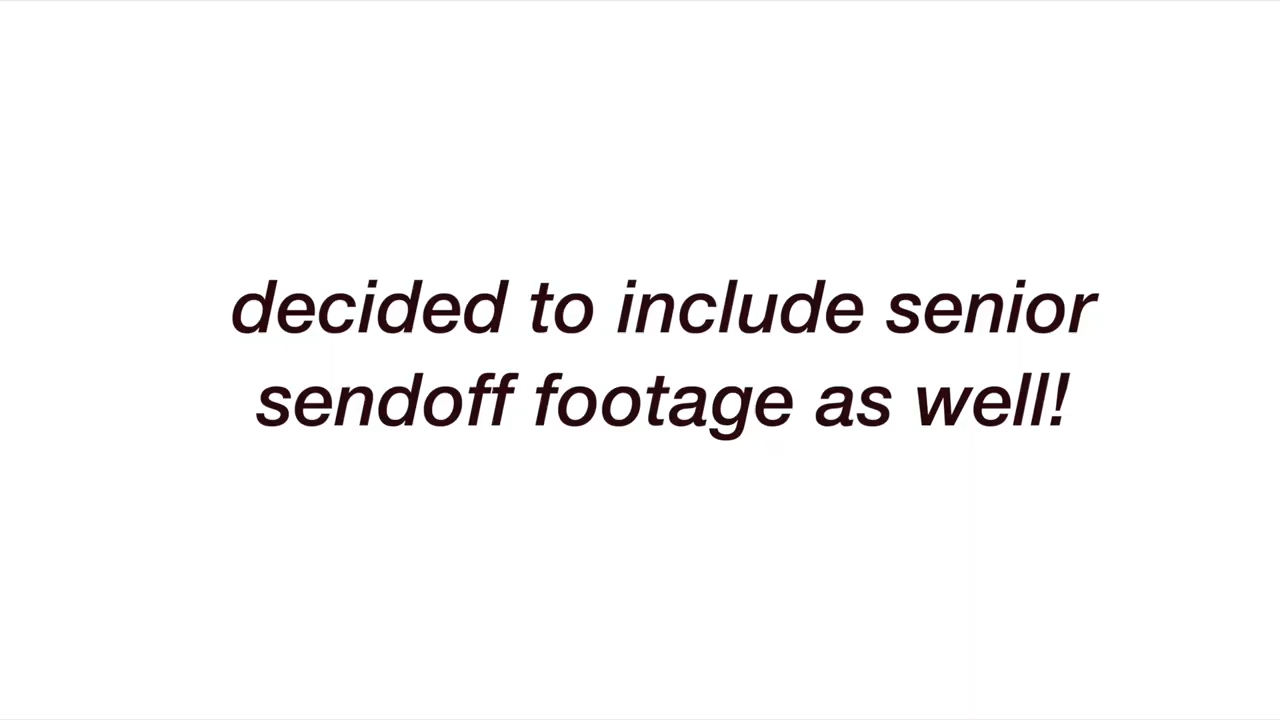 decided to include senior
sendoff footage as well!